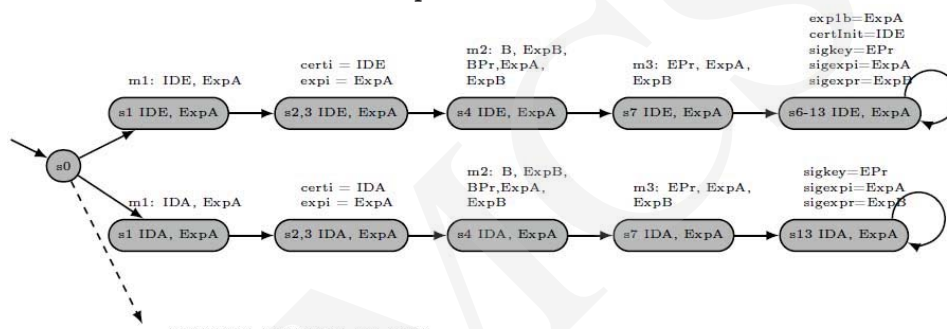 exp1b=ExpA
certInit=IDE
sigkey=EPr
sigexpi=ExpA
sigexpr=ExpB
m2: B, ExpB,
BPr,ExpA,
ExpB
certi = IDE
expi = ExpA
m3: EPr, ExpA,
ExpB
m1: IDE, ExpA
s1 IDE, ExpA
s2,3 IDE, ExpA
s4 IDE, ExpA
s7 IDE, ExpA
s6-13 IDE, ExpA
s0
m2: B, ExpB,
BPr,ExpA,
ExpB
sigkey=EPr
sigexpi=ExpA
sigexpr=ExpB
certi = IDA
expi = ExpA
m3: EPr, ExpA,
ExpB
m1: IDA, ExpA
s1 IDA, ExpA
s2,3 IDA, ExpA
s4 IDA, ExpA
s7 IDA, ExpA
s13 IDA, ExpA